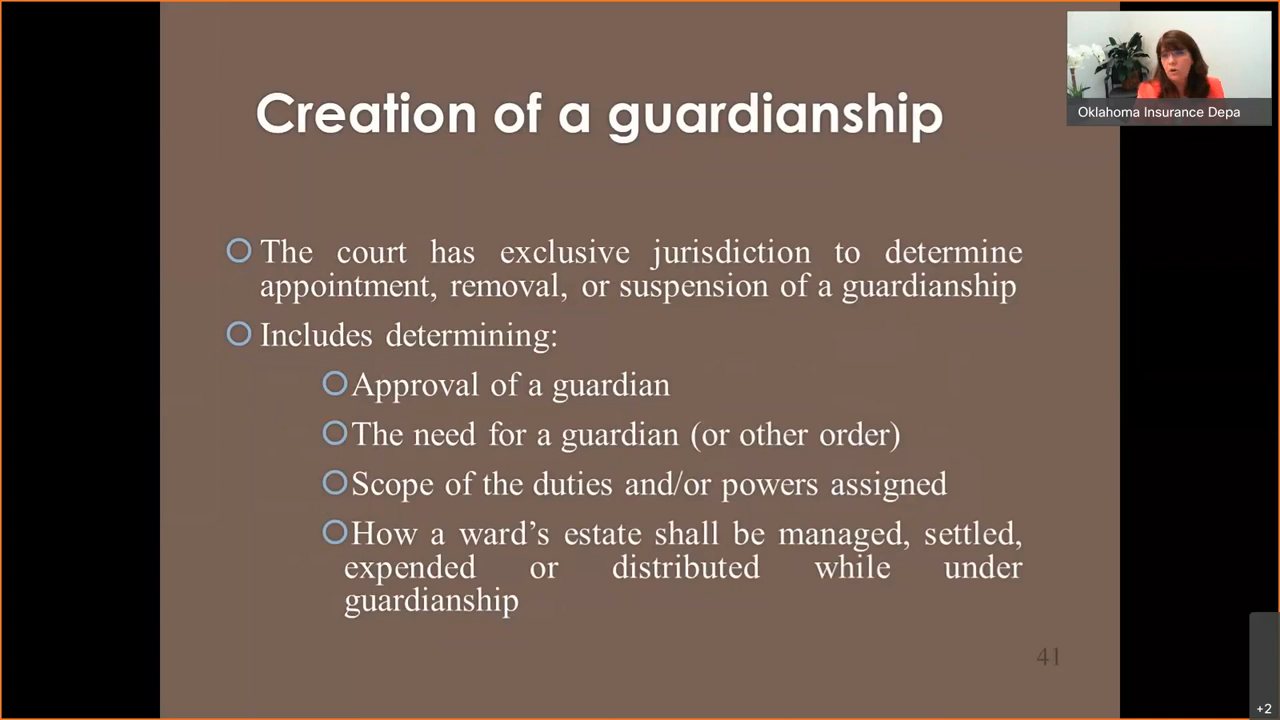 Creation of a guardianship
Oklahoma Insurance Depa
The court has exclusive jurisdiction to determine
appointment, removal, or suspension of a guardianship
Includes determining:
Approval of a guardian
The need for a guardian (or other order)
Scope of the duties and/or powers assigned
How a ward’s estate shall be managed, settled,
expended or distributed while under
guardianship
41
+2